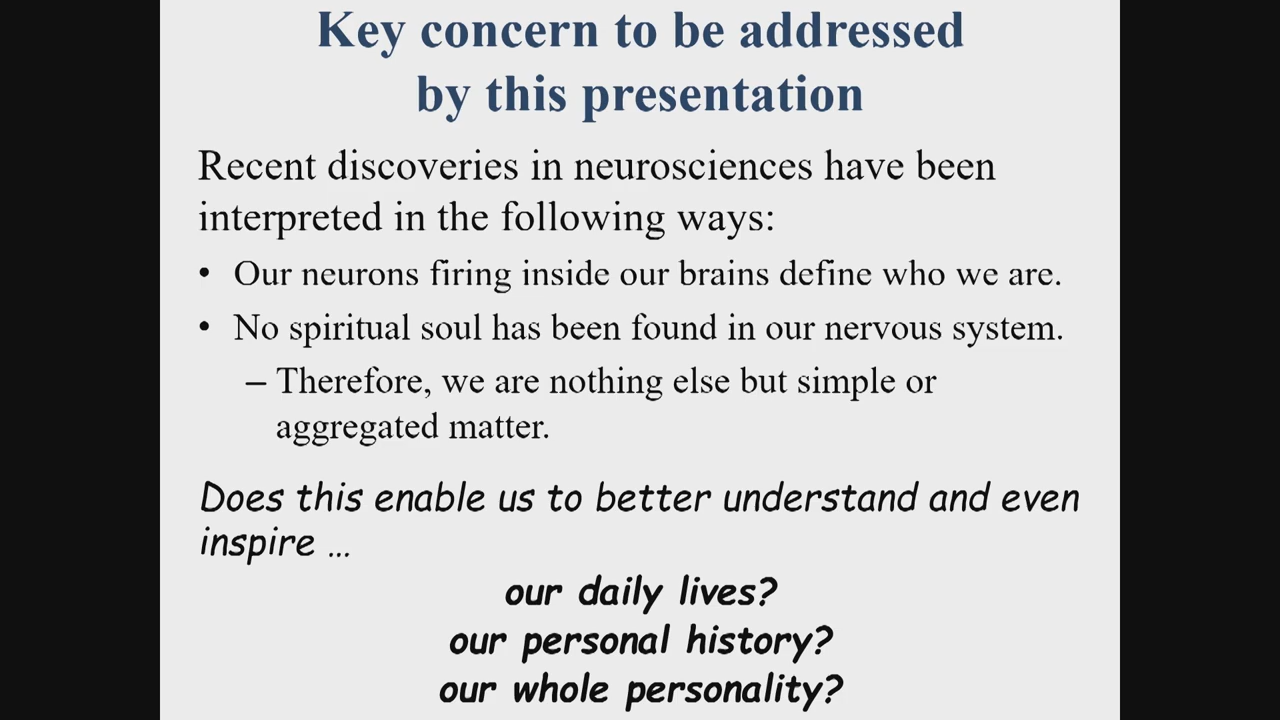 Key concern to be addressed
by this presentation
Recent discoveries in neurosciences have been
interpreted in the following ways:
• Our neurons firing inside our brains define who we are.
• No spiritual soul has been found in our nervous system.
– Therefore, we are nothing else but simple or
aggregated matter.
Does this enable us to better understand and even
inspire …
our daily lives?
our personal history?
our whole personality?